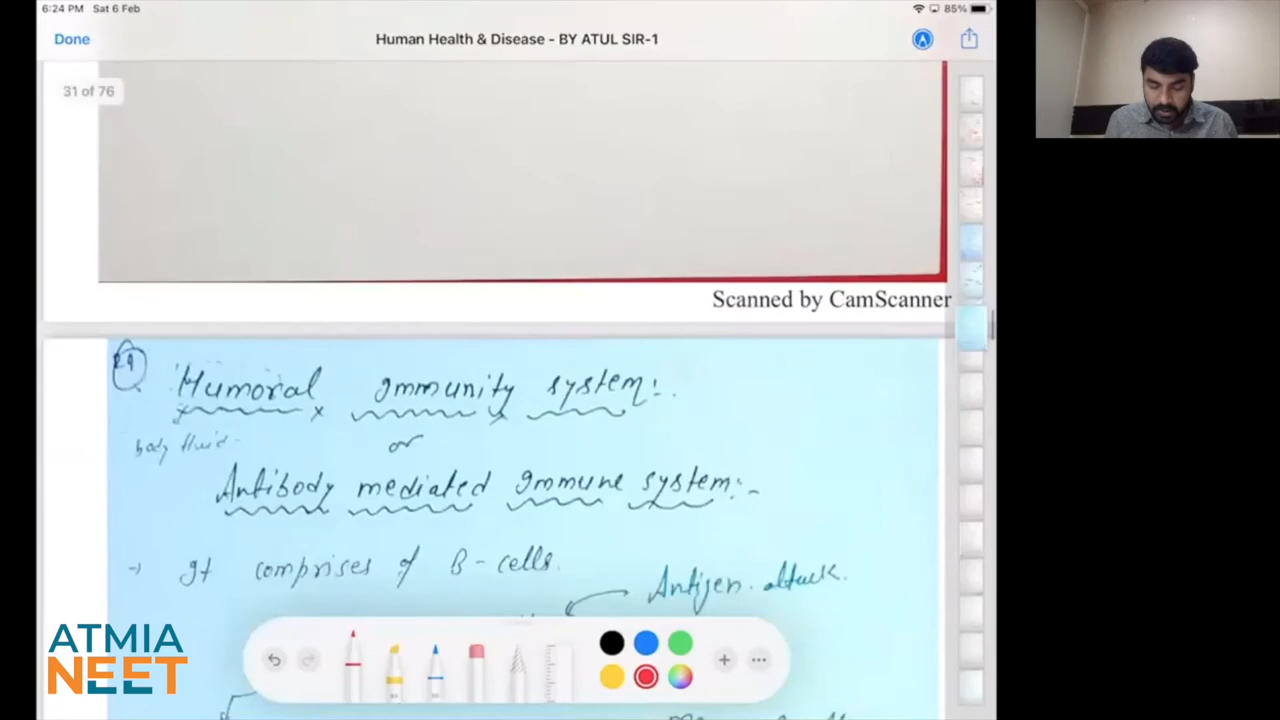 6:24 PM Sat 6 Feb
85%
Done
Human Health & Disease - BY ATUL SIR-1
31 of 76
Scanned by CamScanner
29
Humoral Immunity system:
body fluid
or
Antibody mediated Immune system:-
→ It comprises of B-cells.
Antigen attack.
ATMIA
NEET